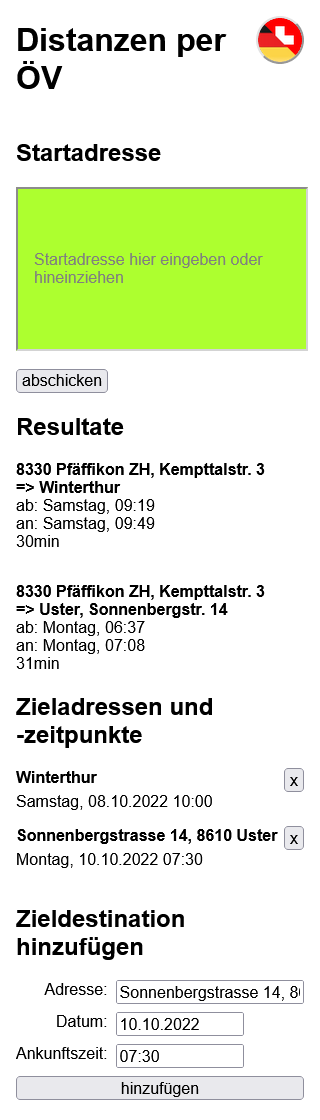 Distanzen per
ÖV
Startadresse
Startadresse hier eingeben oder
hineinziehen
abschicken
Resultate
8330 Pfäffikon ZH, Kempttalstr. 3
=> Winterthur
ab: Samstag, 09:19
an: Samstag, 09:49
30min
8330 Pfäffikon ZH, Kempttalstr. 3
=> Uster, Sonnenbergstr. 14
ab: Montag, 06:37
an: Montag, 07:08
31min
Zieladressen und
-zeitpunkte
Winterthur x
Samstag, 08.10.2022 10:00
Sonnenbergstrasse 14, 8610 Uster x
Montag, 10.10.2022 07:30
Zieldestination
hinzufügen
Adresse: Sonnenbergstrasse 14, 8
Datum: 10.10.2022
Ankunftszeit: 07:30
hinzufügen